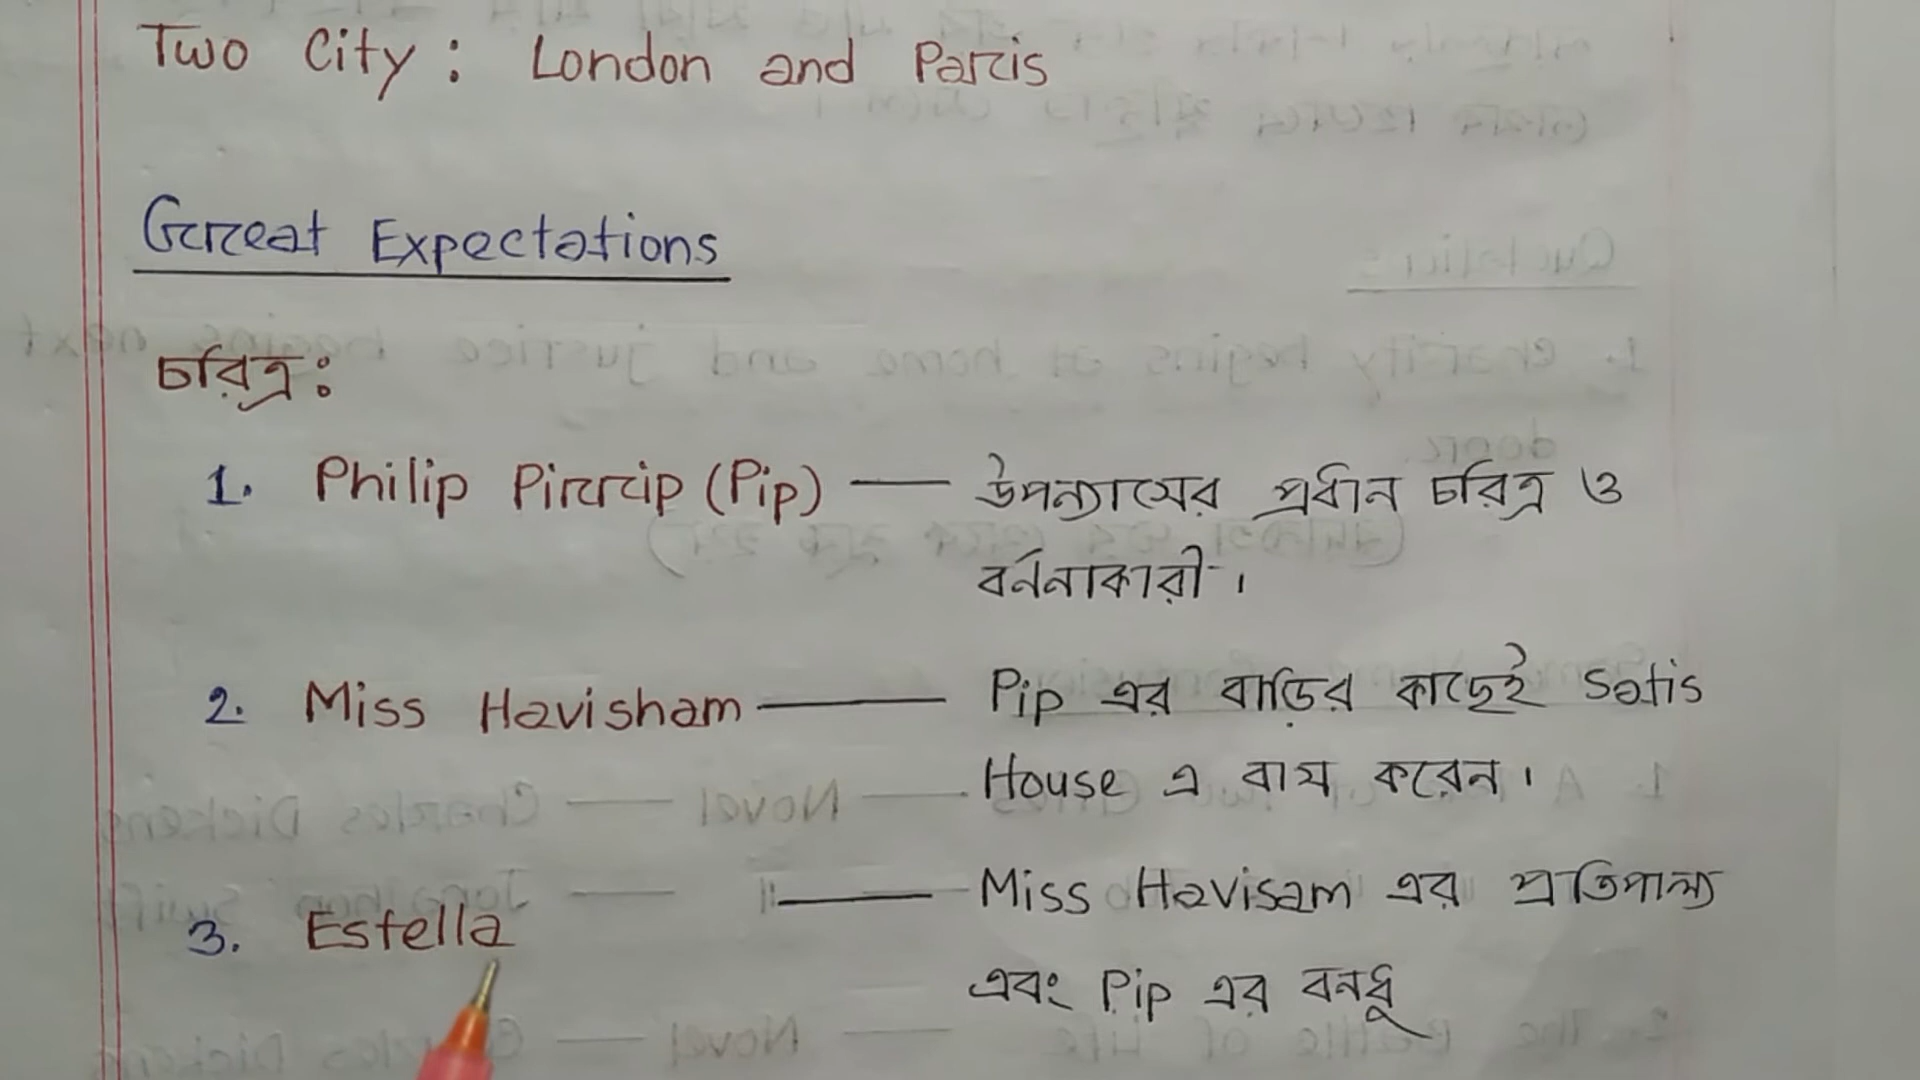 Two City : London and Paris
Great Expectations
চরিত্র :
1. Philip Pirrip (Pip) — উপন্যাসের প্রধান চরিত্র ও
বর্ননাকারী।
2. Miss Havisham — Pip এর বাড়ির কাছেই Satis
House এ বাস করেন।
3. Estella — Miss Havisam এর প্রতিপাল্য
এবং Pip এর বন্ধু